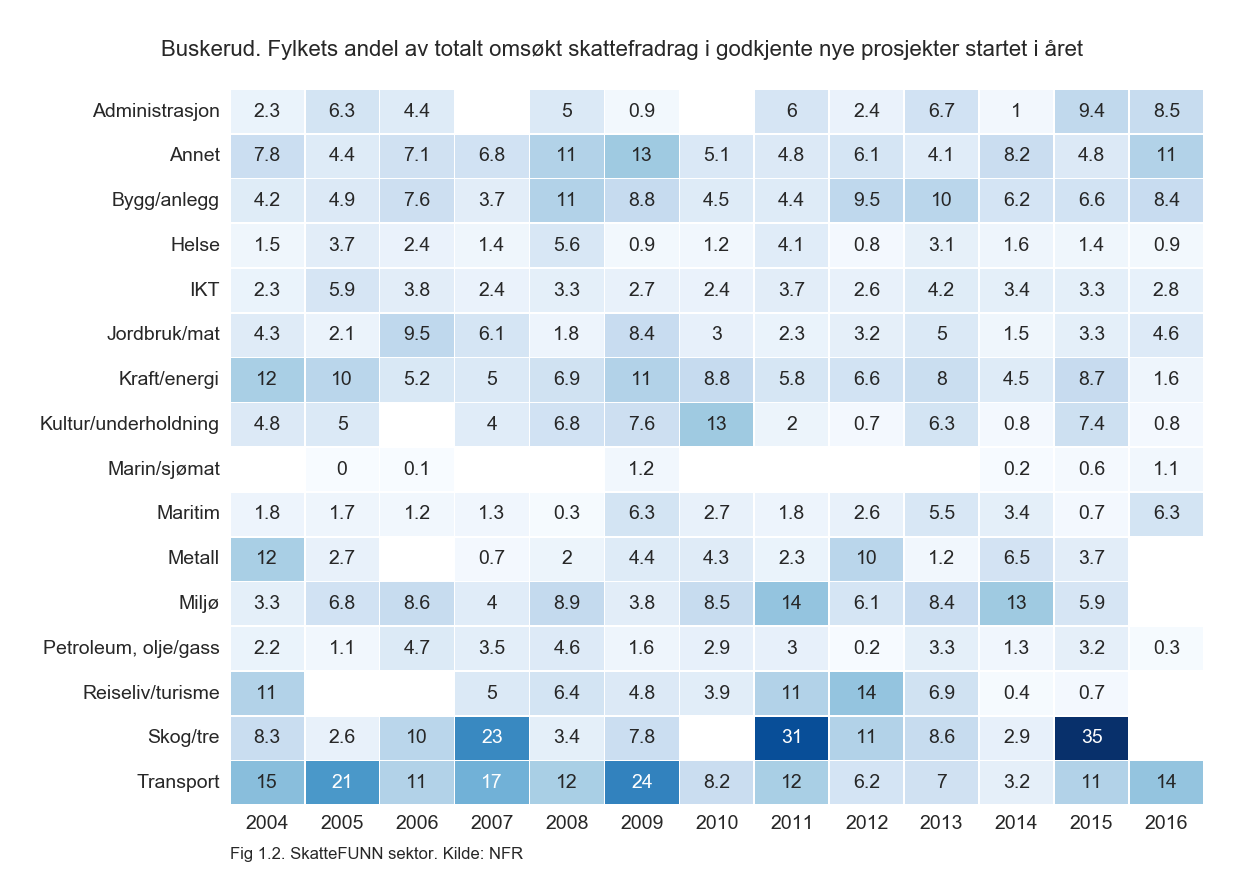 Buskerud. Fylkets andel av totalt omsøkt skattefradrag i godkjente nye prosjekter startet i året
Administrasjon 2.3 6.3 4.4 5 0.9 6 2.4 6.7 1 9.4 8.5
Annet 7.8 4.4 7.1 6.8 11 13 5.1 4.8 6.1 4.1 8.2 4.8 11
Bygg/anlegg 4.2 4.9 7.6 3.7 11 8.8 4.5 4.4 9.5 10 6.2 6.6 8.4
Helse 1.5 3.7 2.4 1.4 5.6 0.9 1.2 4.1 0.8 3.1 1.6 1.4 0.9
IKT 2.3 5.9 3.8 2.4 3.3 2.7 2.4 3.7 2.6 4.2 3.4 3.3 2.8
Jordbruk/mat 4.3 2.1 9.5 6.1 1.8 8.4 3 2.3 3.2 5 1.5 3.3 4.6
Kraft/energi 12 10 5.2 5 6.9 11 8.8 5.8 6.6 8 4.5 8.7 1.6
Kultur/underholdning 4.8 5 4 6.8 7.6 13 2 0.7 6.3 0.8 7.4 0.8
Marin/sjømat 0 0.1 1.2 0.2 0.6 1.1
Maritim 1.8 1.7 1.2 1.3 0.3 6.3 2.7 1.8 2.6 5.5 3.4 0.7 6.3
Metall 12 2.7 0.7 2 4.4 4.3 2.3 10 1.2 6.5 3.7
Miljø 3.3 6.8 8.6 4 8.9 3.8 8.5 14 6.1 8.4 13 5.9
Petroleum, olje/gass 2.2 1.1 4.7 3.5 4.6 1.6 2.9 3 0.2 3.3 1.3 3.2 0.3
Reiseliv/turisme 11 5 6.4 4.8 3.9 11 14 6.9 0.4 0.7
Skog/tre 8.3 2.6 10 23 3.4 7.8 31 11 8.6 2.9 35
Transport 15 21 11 17 12 24 8.2 12 6.2 7 3.2 11 14
2004 2005 2006 2007 2008 2009 2010 2011 2012 2013 2014 2015 2016
Fig 1.2. SkatteFUNN sektor. Kilde: NFR